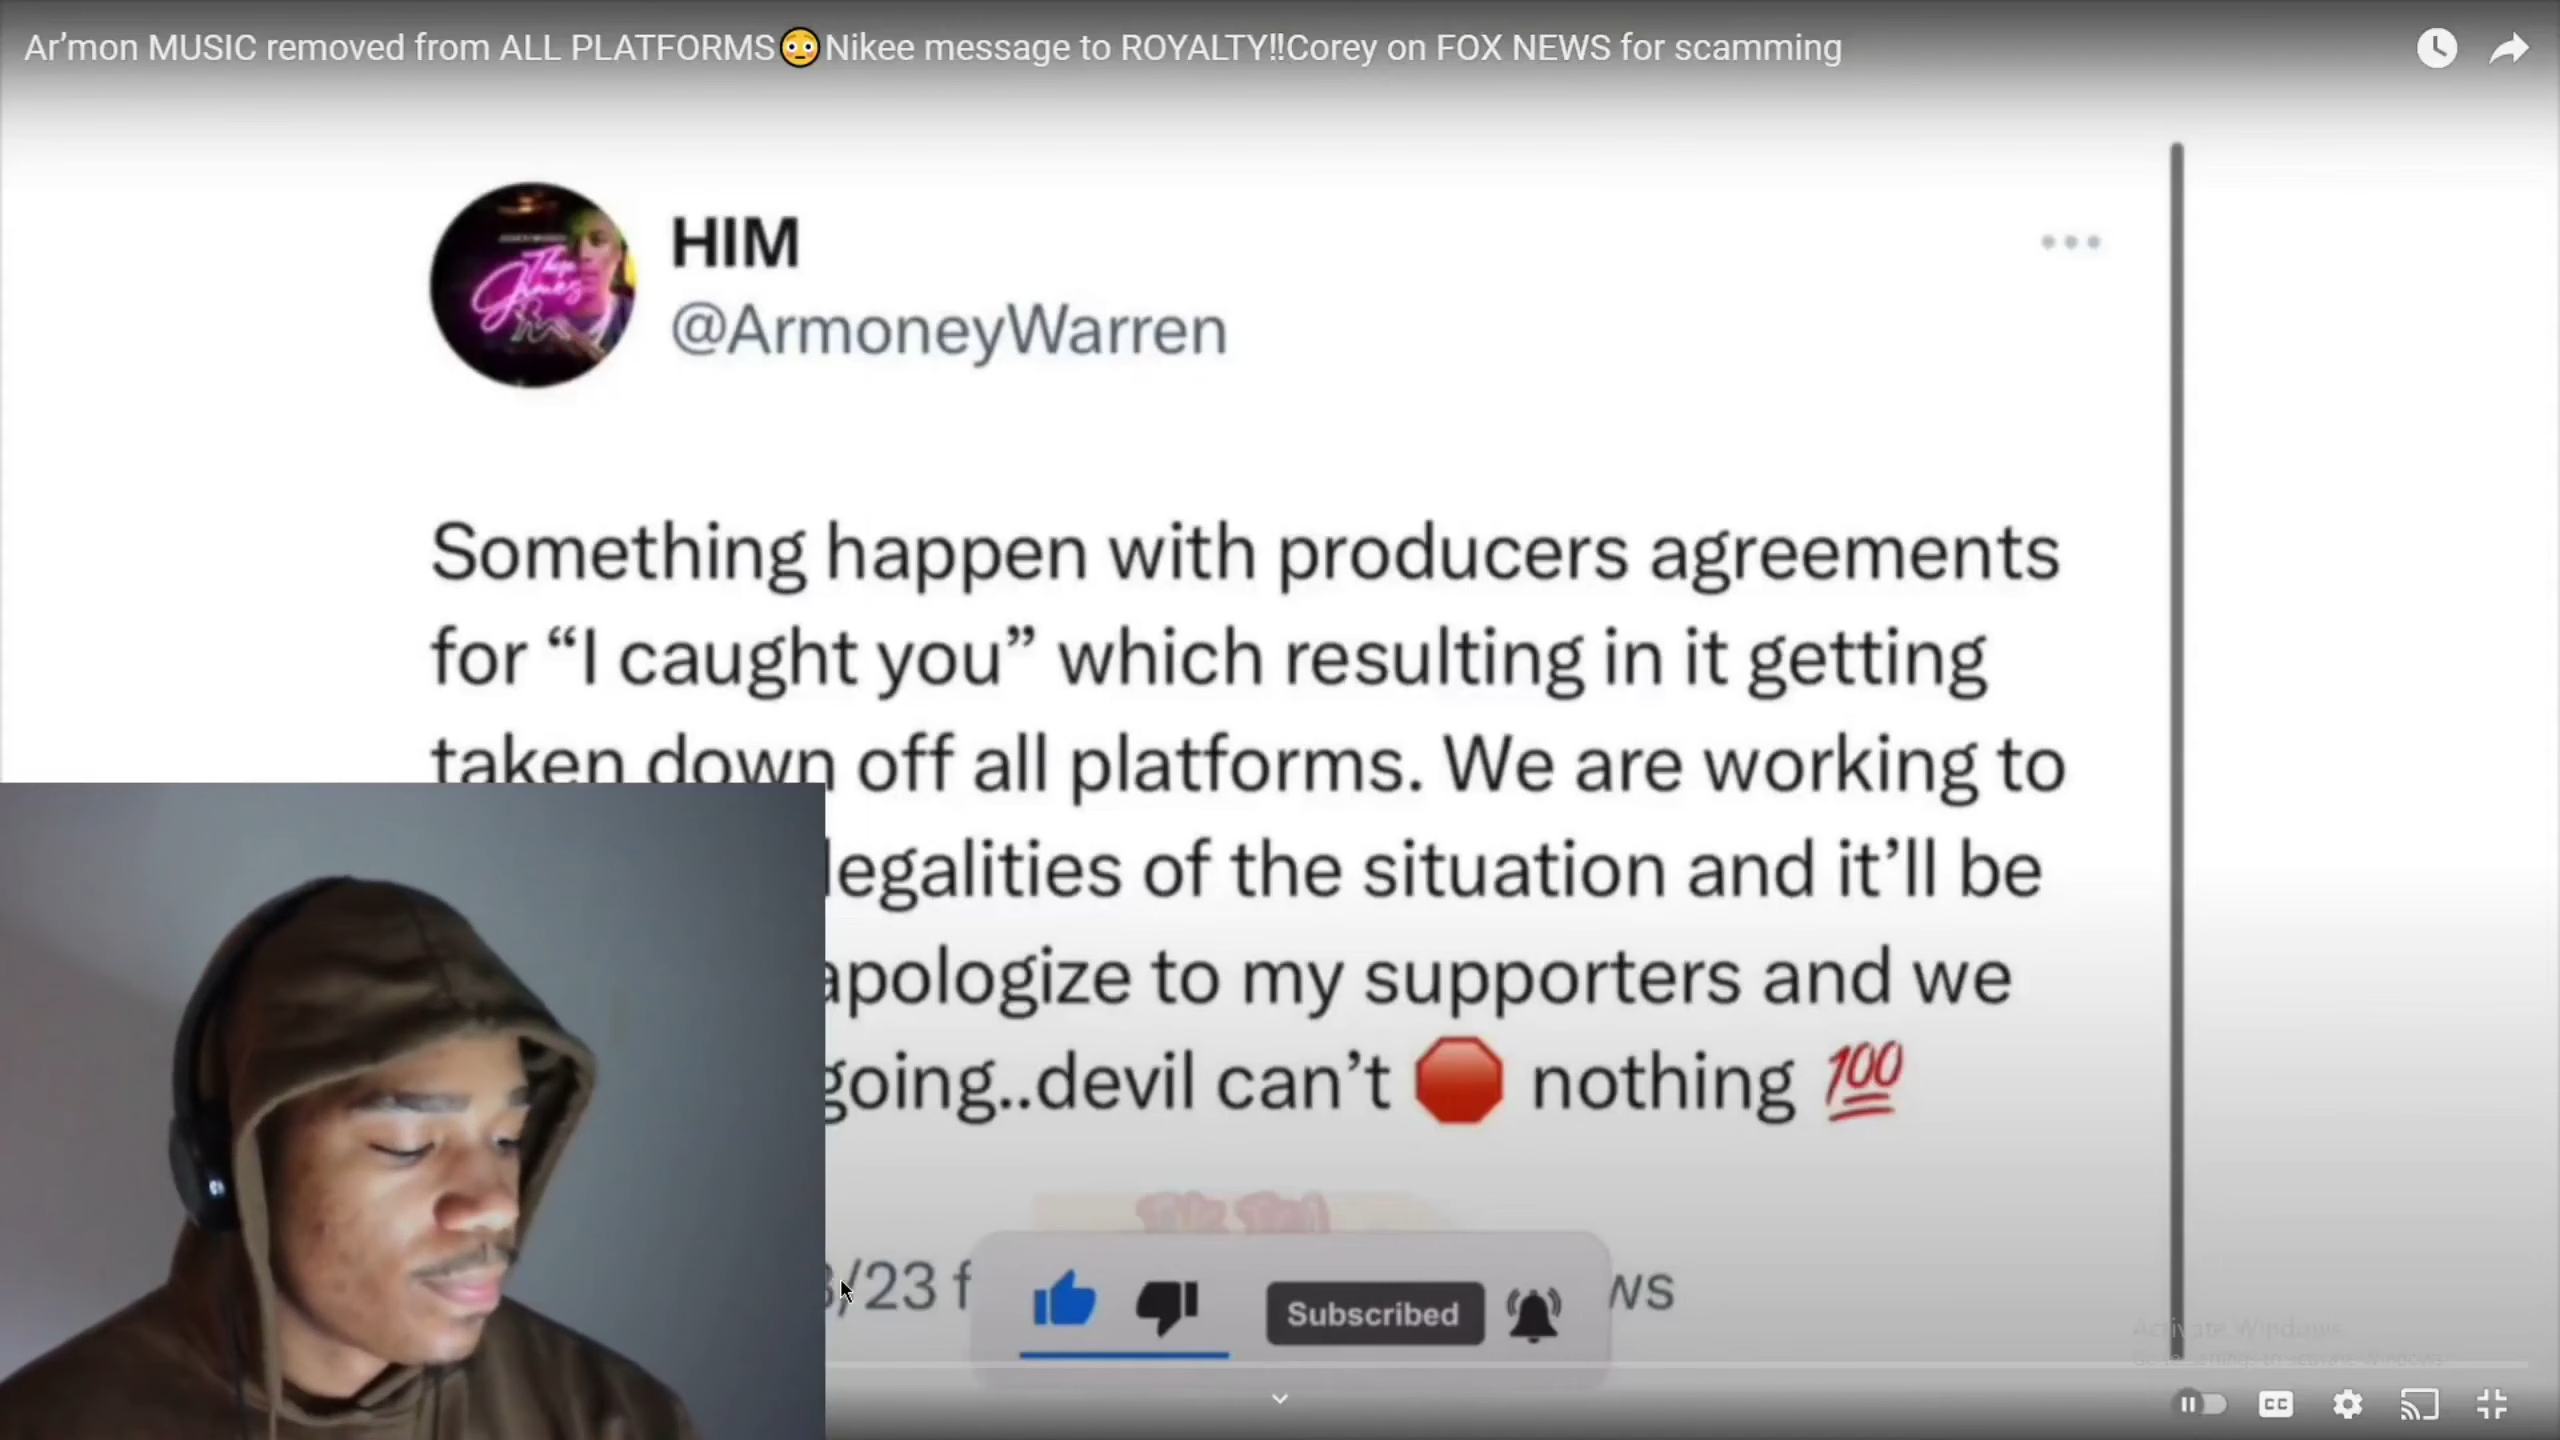 Ar’mon MUSIC removed from ALL PLATFORMS😳Nikee message to ROYALTY‼Corey on FOX NEWS for scamming
HIM
@ArmoneyWarren
Something happen with producers agreements
for “I caught you” which resulting in it getting
taken down off all platforms. We are working to
legalities of the situation and it’ll be
apologize to my supporters and we
going..devil can’t 🛑 nothing 💯
/23 f
ws
Subscribed
Activate Windows
CC